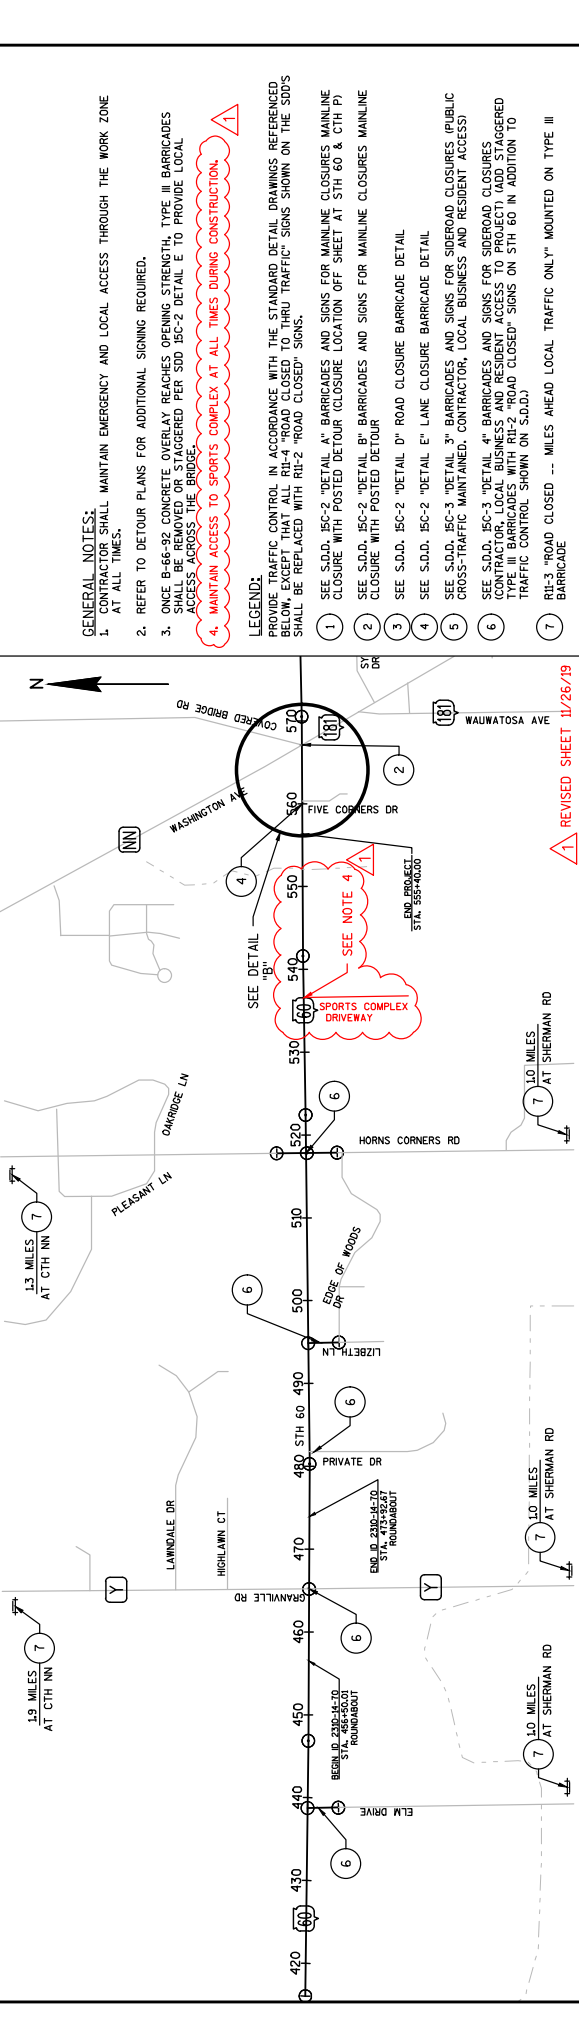 GENERAL NOTES:
1. CONTRACTOR SHALL MAINTAIN EMERGENCY AND LOCAL ACCESS THROUGH THE WORK ZONE
AT ALL TIMES.
2. REFER TO DETOUR PLANS FOR ADDITIONAL SIGNING REQUIRED.
3. ONCE B-66-92 CONCRETE OVERLAY REACHES OPENING STRENGTH, TYPE III BARRICADES
SHALL BE REMOVED OR STAGGERED PER SDD 15C-2 DETAIL E TO PROVIDE LOCAL
ACCESS ACROSS THE BRIDGE.
4. MAINTAIN ACCESS TO SPORTS COMPLEX AT ALL TIMES DURING CONSTRUCTION.
1
LEGEND:
PROVIDE TRAFFIC CONTROL IN ACCORDANCE WITH THE STANDARD DETAIL DRAWINGS REFERENCED
BELOW, EXCEPT THAT ALL R11-4 "ROAD CLOSED TO THRU TRAFFIC" SIGNS SHOWN ON THE SDD'S
SHALL BE REPLACED WITH R11-2 "ROAD CLOSED" SIGNS.
1 SEE S.D.D. 15C-2 "DETAIL A" BARRICADES AND SIGNS FOR MAINLINE CLOSURES MAINLINE
CLOSURE WITH POSTED DETOUR (CLOSURE LOCATION OFF SHEET AT STH 60 & CTH P)
2 SEE S.D.D. 15C-2 "DETAIL B" BARRICADES AND SIGNS FOR MAINLINE CLOSURES MAINLINE
CLOSURE WITH POSTED DETOUR
3 SEE S.D.D. 15C-2 "DETAIL D" ROAD CLOSURE BARRICADE DETAIL
4 SEE S.D.D. 15C-2 "DETAIL E" LANE CLOSURE BARRICADE DETAIL
5 SEE S.D.D. 15C-3 "DETAIL 3" BARRICADES AND SIGNS FOR SIDEROAD CLOSURES (PUBLIC
CROSS-TRAFFIC MAINTAINED. CONTRACTOR, LOCAL BUSINESS AND RESIDENT ACCESS)
6 SEE S.D.D. 15C-3 "DETAIL 4" BARRICADES AND SIGNS FOR SIDEROAD CLOSURES
(CONTRACTOR, LOCAL BUSINESS AND RESIDENT ACCESS TO PROJECT) (ADD STAGGERED
TYPE III BARRICADES WITH R11-2 "ROAD CLOSED" SIGNS ON STH 60 IN ADDITION TO
TRAFFIC CONTROL SHOWN ON S.D.D.)
7 R11-3 "ROAD CLOSED -- MILES AHEAD LOCAL TRAFFIC ONLY" MOUNTED ON TYPE III
BARRICADE
1.9 MILES
AT CTH NN
7
1.3 MILES
AT CTH NN
7
LAWNDALE DR
HIGHLAWN CT
Y
GRANVILLE RD
PLEASANT LN
OAKRIDGE LN
NN
WASHINGTON AVE
COVERED BRIDGE RD
N
SEE DETAIL
"B"
4
6
420
60
430
440
450
460
470
480
STH 60
490
500
510
520
530
60
540
550
560
570
181
6
ELM DRIVE
BEGIN ID 2310-14-70
STA. 456+50.01
ROUNDABOUT
6
END ID 2310-14-70
STA. 473+92.67
ROUNDABOUT
PRIVATE DR
6
LIZBETH LN
EDGE OF WOODS
DR
6
HORNS CORNERS RD
SPORTS COMPLEX
DRIVEWAY
SEE NOTE 4
1
END PROJECT
STA. 555+40.00
FIVE CORNERS DR
2
SY
DR
181
WAUWATOSA AVE
Y
7
1.0 MILES
AT SHERMAN RD
7
1.0 MILES
AT SHERMAN RD
7
1.0 MILES
AT SHERMAN RD
1 REVISED SHEET 11/26/19